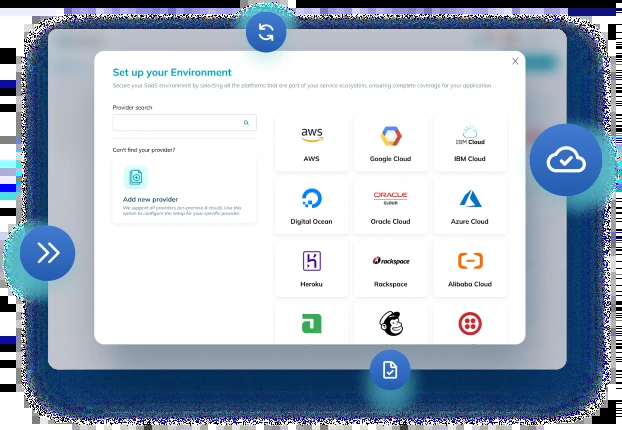 Set up your Environment
X
Secure your SaaS environment by selecting all the platforms that are part of your service ecosystem, ensuring complete coverage for your application.
Provider search
Can't find your provider?
Add new provider
We support all providers (on-premise & cloud). Use this
option to configure the setup for your specific provider.
aws
AWS
Google Cloud
IBM Cloud
IBM Cloud
Digital Ocean
ORACLE
CLOUD
Oracle Cloud
Azure Cloud
Heroku
rackspace
Rackspace
Alibaba Cloud